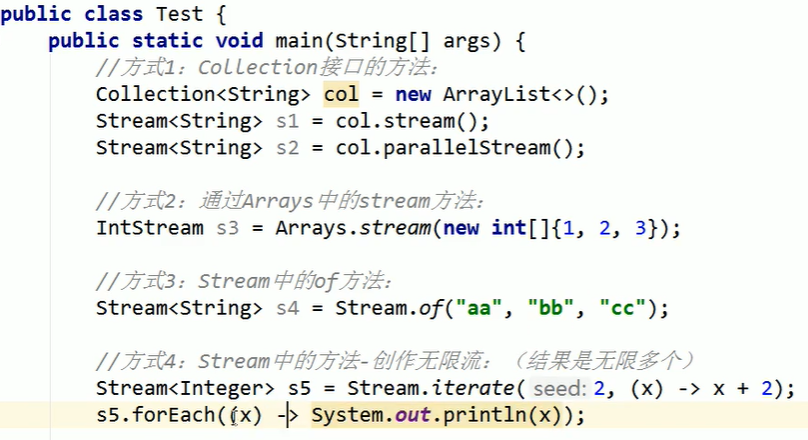 public class Test {
public static void main(String[] args) {
//方式1：Collection接口的方法：
Collection<String> col = new ArrayList<>();
Stream<String> s1 = col.stream();
Stream<String> s2 = col.parallelStream();
//方式2：通过Arrays中的stream方法：
IntStream s3 = Arrays.stream(new int[]{1, 2, 3});
//方式3：Stream中的of方法：
Stream<String> s4 = Stream.of("aa", "bb", "cc");
//方式4：Stream中的方法-创作无限流：（结果是无限多个）
Stream<Integer> s5 = Stream.iterate( seed: 2, (x) -> x + 2);
s5.forEach((x) -> System.out.println(x));